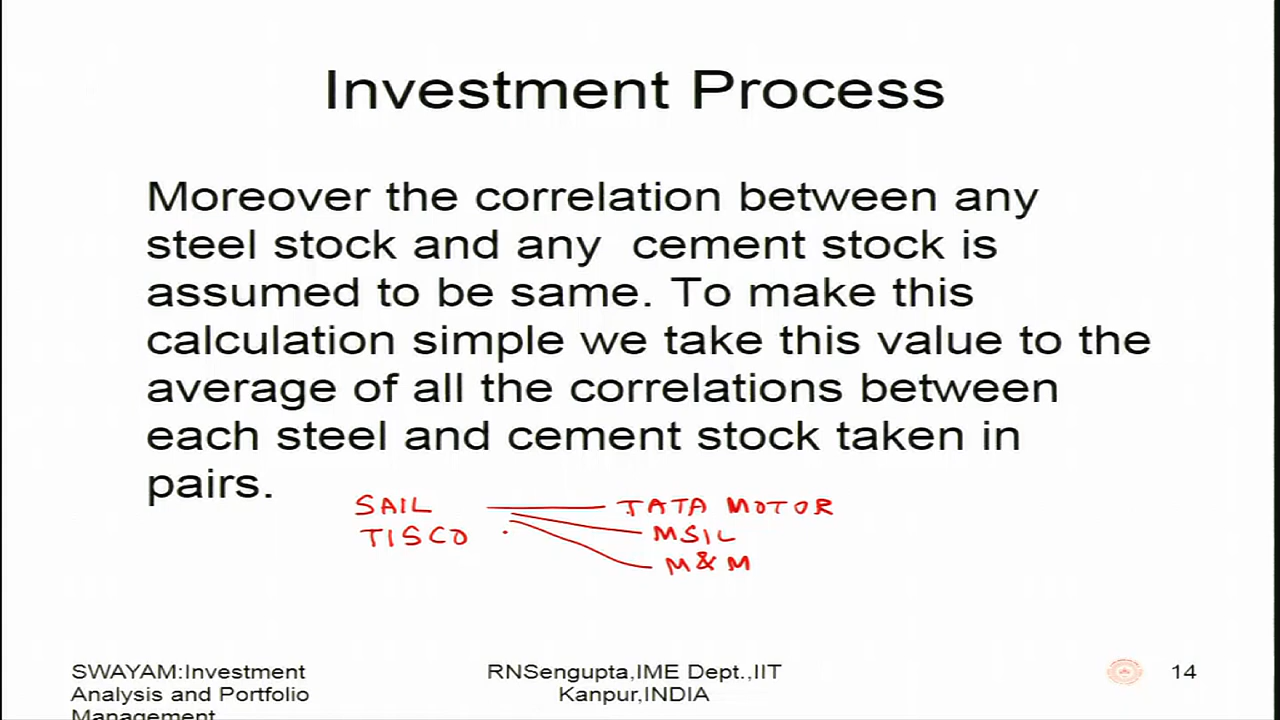 Investment Process
Moreover the correlation between any
steel stock and any cement stock is
assumed to be same. To make this
calculation simple we take this value to the
average of all the correlations between
each steel and cement stock taken in
pairs.
SAIL TATA MOTOR
TISCO MSIL
M&M
SWAYAM:Investment
Analysis and Portfolio
Management
RNSengupta,IME Dept.,IIT
Kanpur,INDIA
14